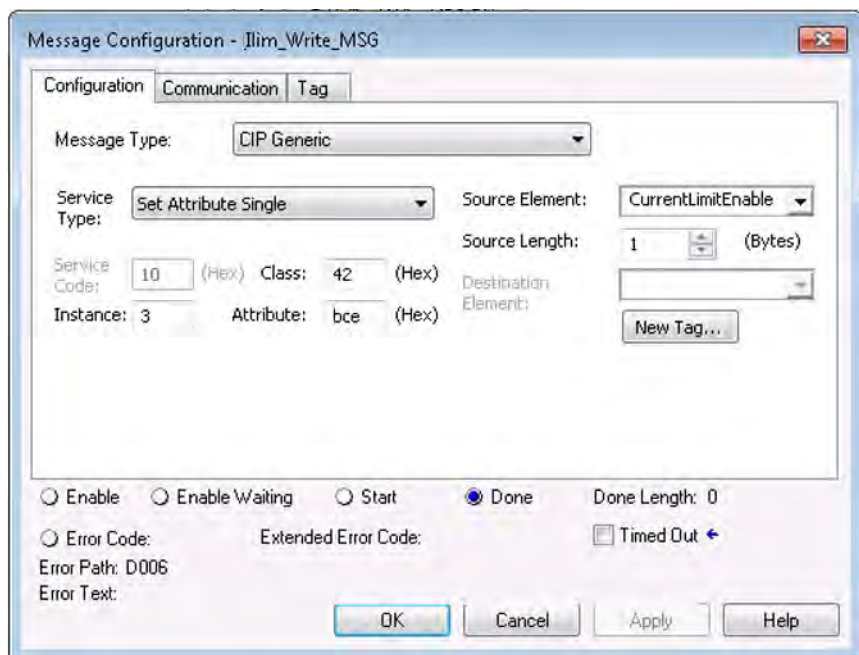 Message Configuration - Ilim_Write_MSG
Configuration Communication Tag
Message Type: CIP Generic
Service Type: Set Attribute Single
Source Element: CurrentLimitEnable
Source Length: 1 (Bytes)
Service Code: 10 (Hex) Class: 42 (Hex)
Destination Element:
Instance: 3 Attribute: bce (Hex)
New Tag...
Enable Enable Waiting Start Done Done Length: 0
Error Code: Extended Error Code: Timed Out
Error Path: D006
Error Text:
OK Cancel Apply Help